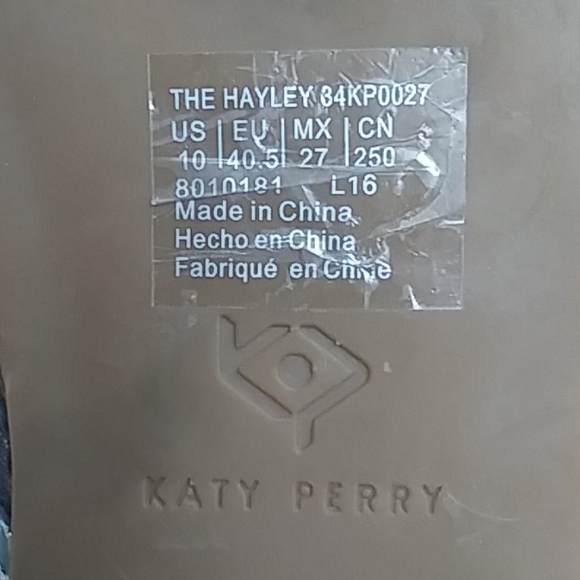 THE HAYLEY 84KP0027
US | EU | MX | CN
10 | 40.5 | 27 | 250
8010181 L16
Made in China
Hecho en China
Fabriqué en Chine
KATY PERRY